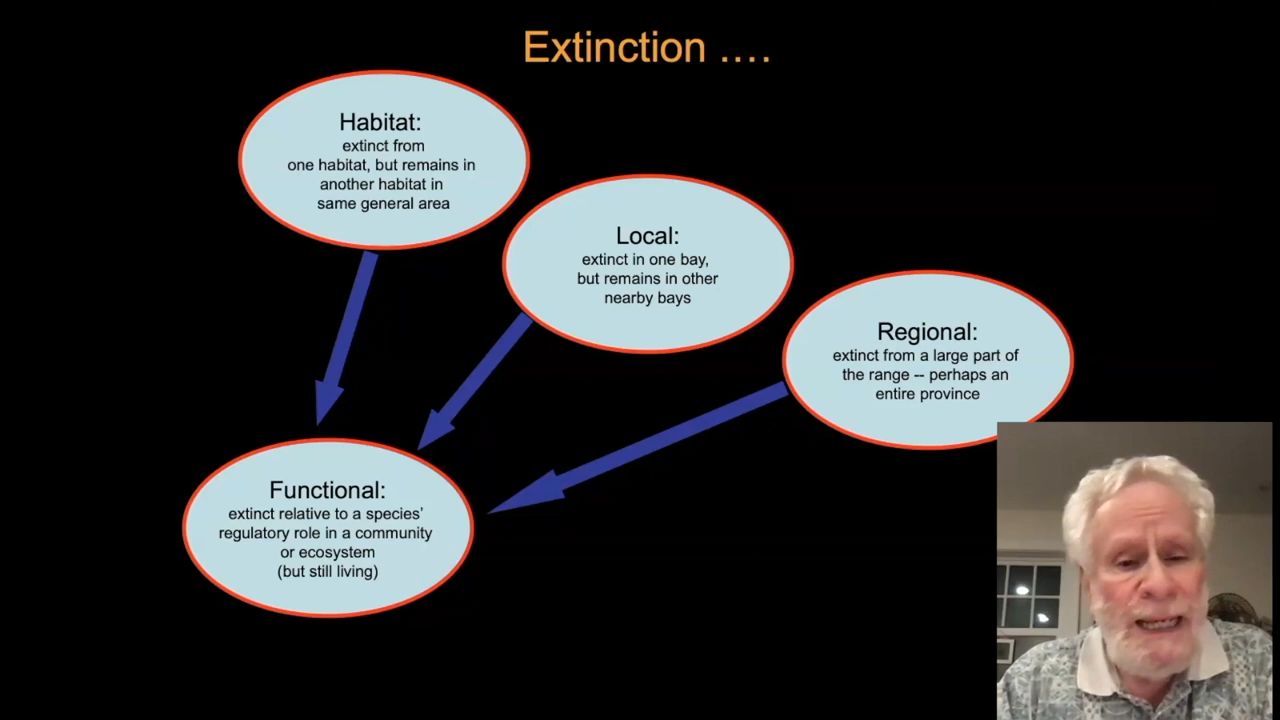 Extinction ....
Habitat:
extinct from
one habitat, but remains in
another habitat in
same general area
Local:
extinct in one bay,
but remains in other
nearby bays
Regional:
extinct from a large part of
the range -- perhaps an
entire province
Functional:
extinct relative to a species’
regulatory role in a community
or ecosystem
(but still living)